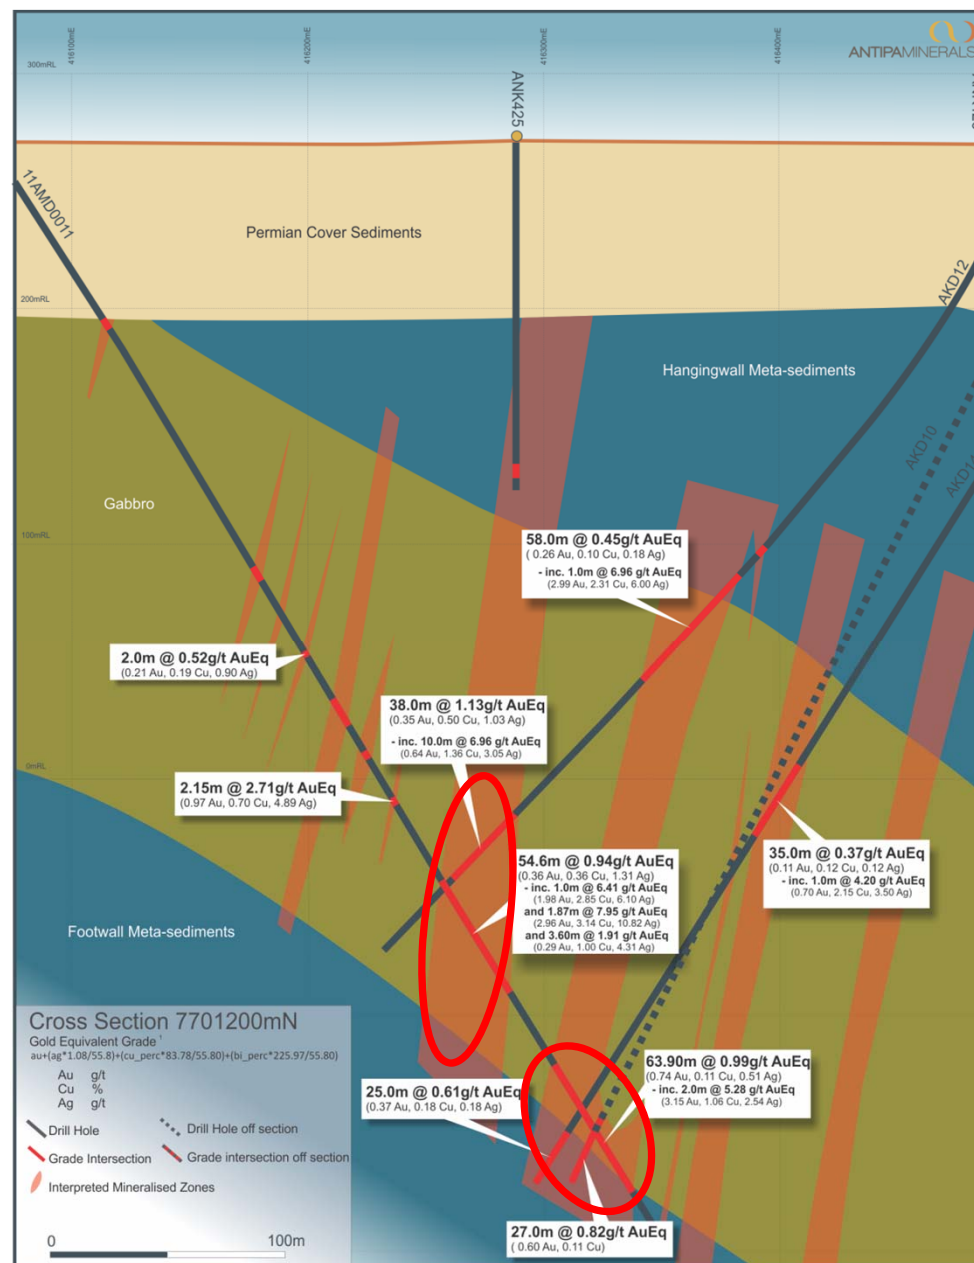 416100mE
416200mE
416300mE
416400mE
ANTIPAMINERALS
300mRL
ANK425
11AMD0011
Permian Cover Sediments
200mRL
AKD12
Hangingwall Meta-sediments
AKD10
Gabbro
100mRL
58.0m @ 0.45g/t AuEq
( 0.26 Au, 0.10 Cu, 0.18 Ag)
- inc. 1.0m @ 6.96 g/t AuEq
(2.99 Au, 2.31 Cu, 6.00 Ag)
2.0m @ 0.52g/t AuEq
(0.21 Au, 0.19 Cu, 0.90 Ag)
38.0m @ 1.13g/t AuEq
(0.35 Au, 0.50 Cu, 1.03 Ag)
- inc. 10.0m @ 6.96 g/t AuEq
(0.64 Au, 1.36 Cu, 3.05 Ag)
0mRL
2.15m @ 2.71g/t AuEq
(0.97 Au, 0.70 Cu, 4.89 Ag)
54.6m @ 0.94g/t AuEq
(0.36 Au, 0.36 Cu, 1.31 Ag)
- inc. 1.0m @ 6.41 g/t AuEq
(1.98 Au, 2.85 Cu, 6.10 Ag)
and 1.87m @ 7.95 g/t AuEq
(2.96 Au, 3.14 Cu, 10.82 Ag)
and 3.60m @ 1.91 g/t AuEq
(0.29 Au, 1.00 Cu, 4.31 Ag)
35.0m @ 0.37g/t AuEq
(0.11 Au, 0.12 Cu, 0.12 Ag)
- inc. 1.0m @ 4.20 g/t AuEq
(0.70 Au, 2.15 Cu, 3.50 Ag)
Footwall Meta-sediments
Cross Section 7701200mN
Gold Equivalent Grade ¹
au+(ag*1.08/55.8)+(cu_perc*83.78/55.80)+(bi_perc*225.97/55.80)
Au g/t
Cu %
Ag g/t
Drill Hole
Drill Hole off section
Grade Intersection
Grade intersection off section
Interpreted Mineralised Zones
0 100m
63.90m @ 0.99g/t AuEq
(0.74 Au, 0.11 Cu, 0.51 Ag)
- inc. 2.0m @ 5.28 g/t AuEq
(3.15 Au, 1.06 Cu, 2.54 Ag)
25.0m @ 0.61g/t AuEq
(0.37 Au, 0.18 Cu, 0.18 Ag)
27.0m @ 0.82g/t AuEq
( 0.60 Au, 0.11 Cu)